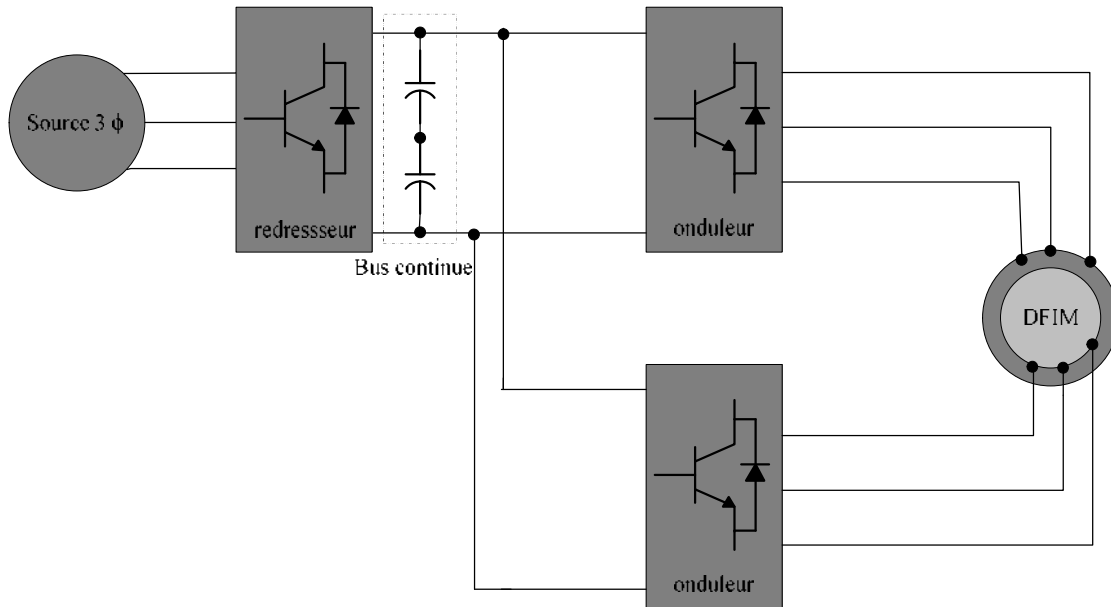 Source 3 ϕ
redressseur
Bus continue
onduleur
DFIM
onduleur